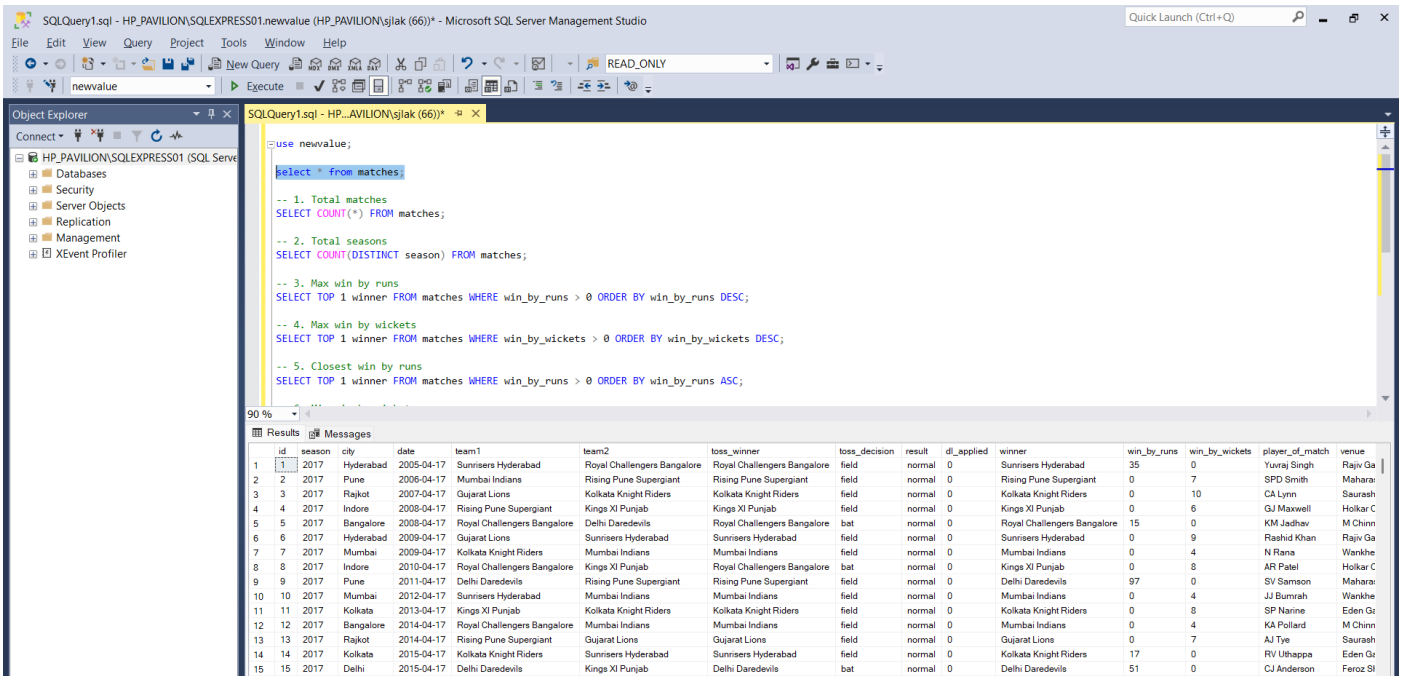 SQLQuery1.sql - HP_PAVILION\SQLEXPRESS01.newvalue (HP_PAVILION\sjlak (66))* - Microsoft SQL Server Management Studio
Quick Launch (Ctrl+Q)
File Edit View Query Project Tools Window Help
New Query MDX DMX XMLA DAX READ_ONLY
newvalue Execute
Object Explorer
Connect
HP_PAVILION\SQLEXPRESS01 (SQL Serve
Databases
Security
Server Objects
Replication
Management
XEvent Profiler
SQLQuery1.sql - HP...AVILION\sjlak (66))*
use newvalue;
select * from matches;
-- 1. Total matches
SELECT COUNT(*) FROM matches;
-- 2. Total seasons
SELECT COUNT(DISTINCT season) FROM matches;
-- 3. Max win by runs
SELECT TOP 1 winner FROM matches WHERE win_by_runs > 0 ORDER BY win_by_runs DESC;
-- 4. Max win by wickets
SELECT TOP 1 winner FROM matches WHERE win_by_wickets > 0 ORDER BY win_by_wickets DESC;
-- 5. Closest win by runs
SELECT TOP 1 winner FROM matches WHERE win_by_runs > 0 ORDER BY win_by_runs ASC;
90 %
Results Messages
id season city date team1 team2 toss_winner toss_decision result dl_applied winner win_by_runs win_by_wickets player_of_match venue
1 1 2017 Hyderabad 2005-04-17 Sunrisers Hyderabad Royal Challengers Bangalore Royal Challengers Bangalore field normal 0 Sunrisers Hyderabad 35 0 Yuvraj Singh Rajiv Ga
2 2 2017 Pune 2006-04-17 Mumbai Indians Rising Pune Supergiant Rising Pune Supergiant field normal 0 Rising Pune Supergiant 0 7 SPD Smith Maharas
3 3 2017 Rajkot 2007-04-17 Gujarat Lions Kolkata Knight Riders Kolkata Knight Riders field normal 0 Kolkata Knight Riders 0 10 CA Lynn Saurash
4 4 2017 Indore 2008-04-17 Rising Pune Supergiant Kings XI Punjab Kings XI Punjab field normal 0 Kings XI Punjab 0 6 GJ Maxwell Holkar C
5 5 2017 Bangalore 2008-04-17 Royal Challengers Bangalore Delhi Daredevils Royal Challengers Bangalore bat normal 0 Royal Challengers Bangalore 15 0 KM Jadhav M Chinn
6 6 2017 Hyderabad 2009-04-17 Gujarat Lions Sunrisers Hyderabad Sunrisers Hyderabad field normal 0 Sunrisers Hyderabad 0 9 Rashid Khan Rajiv Ga
7 7 2017 Mumbai 2009-04-17 Kolkata Knight Riders Mumbai Indians Mumbai Indians field normal 0 Mumbai Indians 0 4 N Rana Wankhe
8 8 2017 Indore 2010-04-17 Royal Challengers Bangalore Kings XI Punjab Royal Challengers Bangalore bat normal 0 Kings XI Punjab 0 8 AR Patel Holkar C
9 9 2017 Pune 2011-04-17 Delhi Daredevils Rising Pune Supergiant Rising Pune Supergiant field normal 0 Delhi Daredevils 97 0 SV Samson Maharas
10 10 2017 Mumbai 2012-04-17 Sunrisers Hyderabad Mumbai Indians Mumbai Indians field normal 0 Mumbai Indians 0 4 JJ Bumrah Wankhe
11 11 2017 Kolkata 2013-04-17 Kings XI Punjab Kolkata Knight Riders Kolkata Knight Riders field normal 0 Kolkata Knight Riders 0 8 SP Narine Eden Ga
12 12 2017 Bangalore 2014-04-17 Royal Challengers Bangalore Mumbai Indians Mumbai Indians field normal 0 Mumbai Indians 0 4 KA Pollard M Chinn
13 13 2017 Rajkot 2014-04-17 Rising Pune Supergiant Gujarat Lions Gujarat Lions field normal 0 Gujarat Lions 0 7 AJ Tye Saurash
14 14 2017 Kolkata 2015-04-17 Kolkata Knight Riders Sunrisers Hyderabad Sunrisers Hyderabad field normal 0 Kolkata Knight Riders 17 0 RV Uthappa Eden Ga
15 15 2017 Delhi 2015-04-17 Delhi Daredevils Kings XI Punjab Delhi Daredevils bat normal 0 Delhi Daredevils 51 0 CJ Anderson Feroz Sh